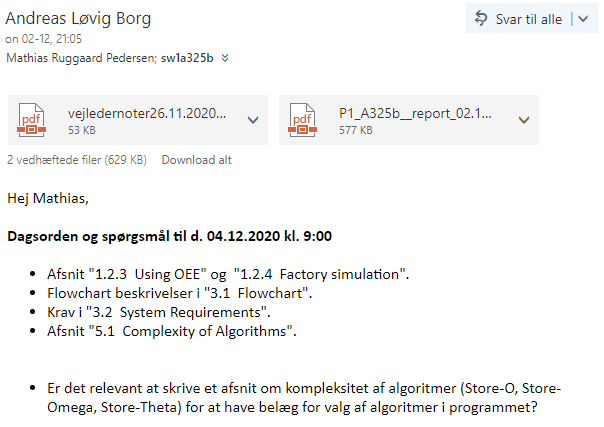 Andreas Løvig Borg
Svar til alle
on 02-12, 21:05
Mathias Ruggaard Pedersen; sw1a325b
pdf
vejledernoter26.11.2020...
53 KB
pdf
P1_A325b__report_02.1...
577 KB
2 vedhæftede filer (629 KB) Download alt
Hej Mathias,
Dagsorden og spørgsmål til d. 04.12.2020 kl. 9:00
• Afsnit "1.2.3 Using OEE" og "1.2.4 Factory simulation".
• Flowchart beskrivelser i "3.1 Flowchart".
• Krav i "3.2 System Requirements".
• Afsnit "5.1 Complexity of Algorithms".
• Er det relevant at skrive et afsnit om kompleksitet af algoritmer (Store-O, Store-
Omega, Store-Theta) for at have belæg for valg af algoritmer i programmet?